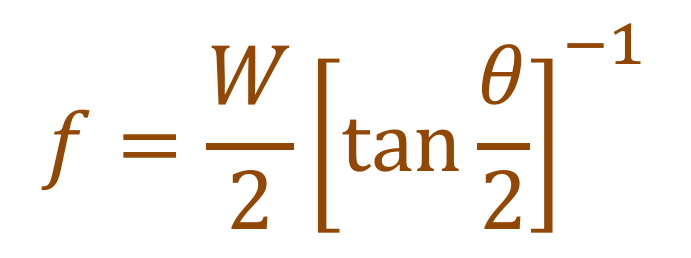 f = W/2 [tan θ/2]⁻¹